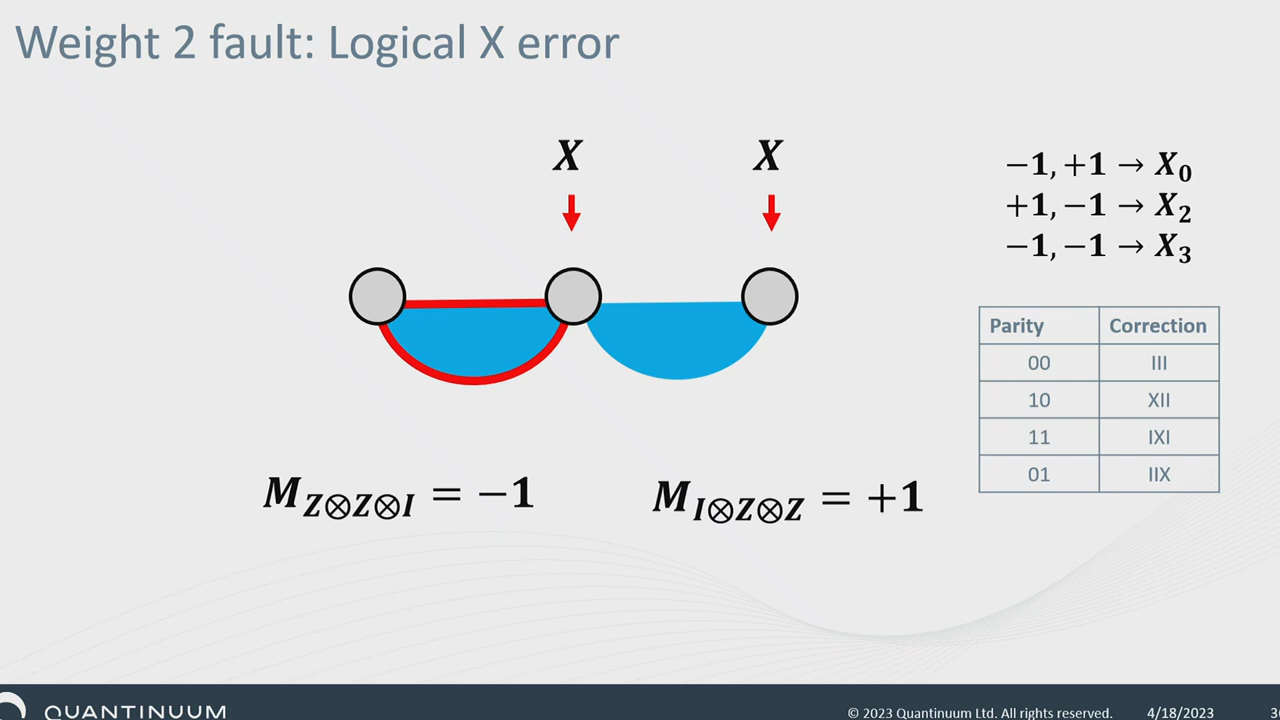 Weight 2 fault: Logical X error
X X
−1, +1 → X₀
+1, −1 → X₂
−1, −1 → X₃
Parity Correction
00 III
10 XII
11 IXI
01 IIX
M_{Z⊗Z⊗I} = −1 M_{I⊗Z⊗Z} = +1
QUANTINUUM © 2023 Quantinuum Ltd. All rights reserved. 4/18/2023